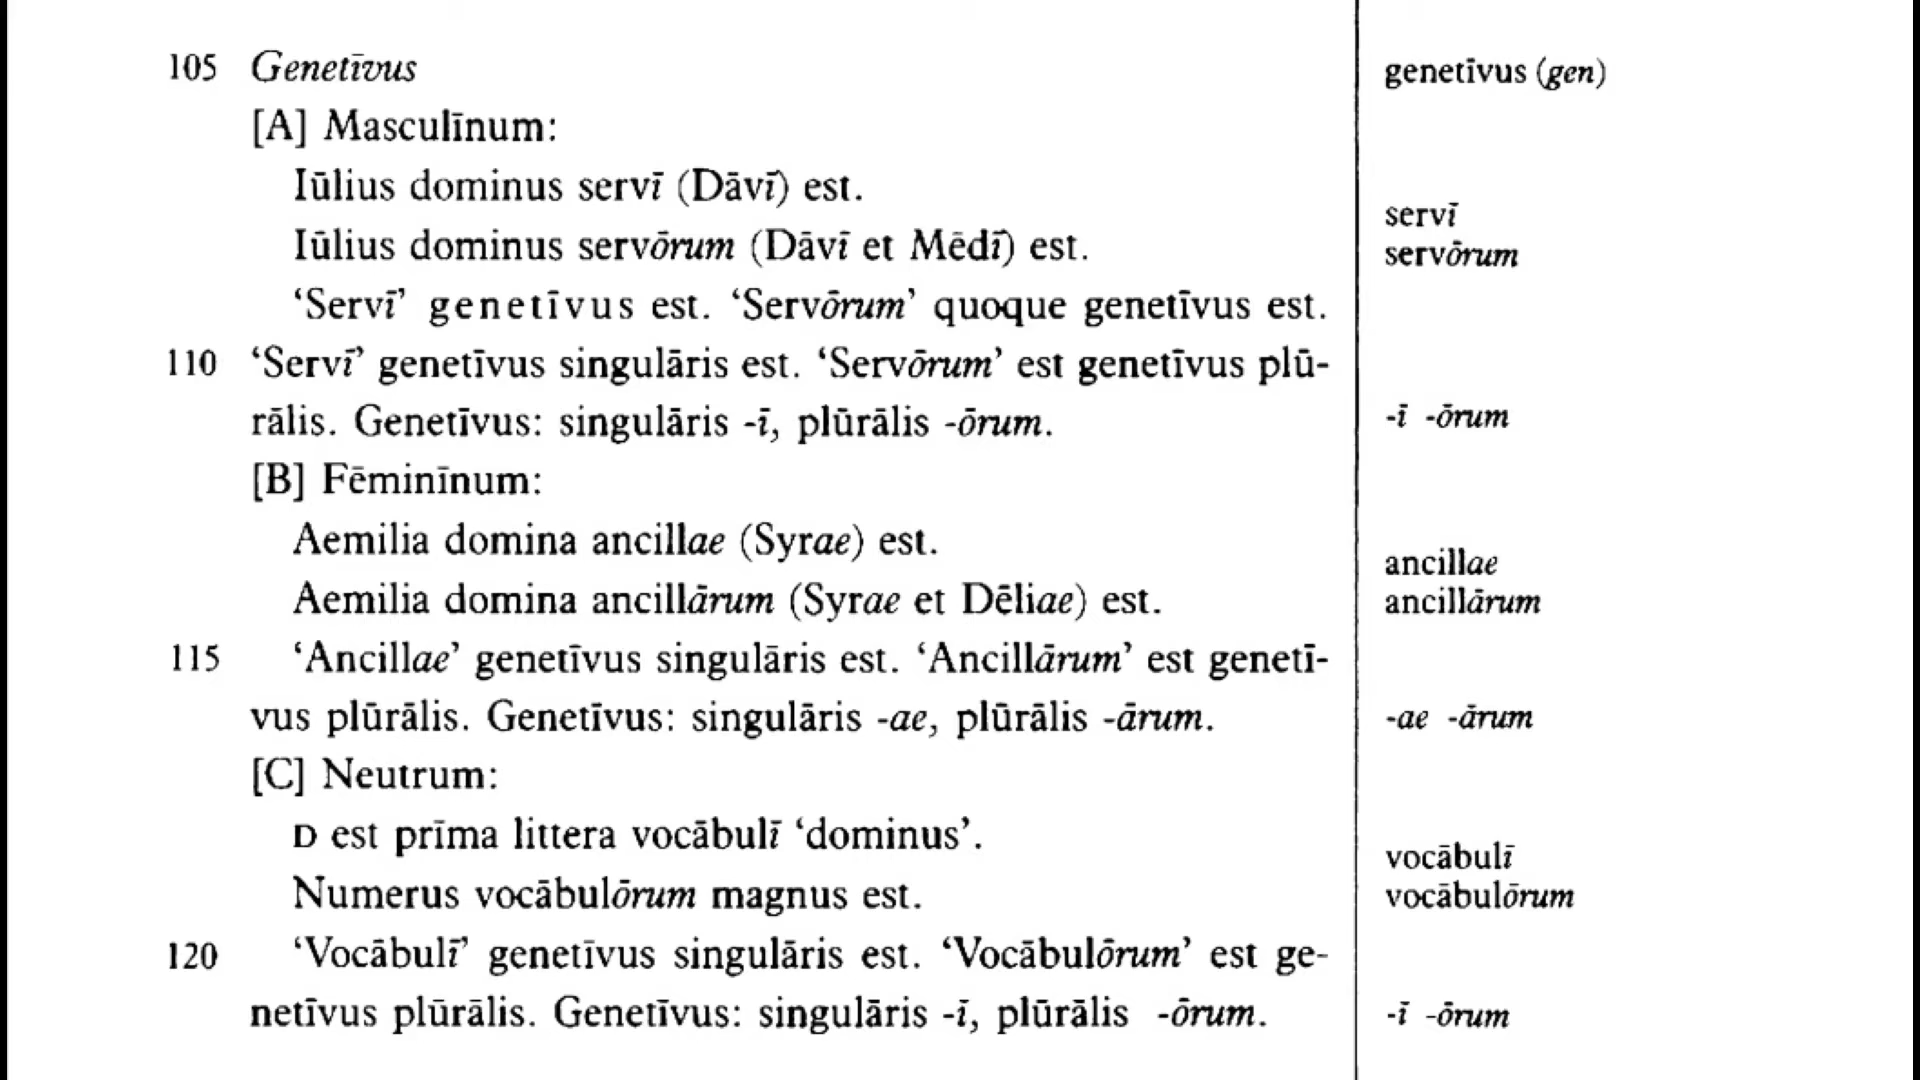 105 Genetīvus
[A] Masculīnum:
Iūlius dominus servī (Dāvī) est.
Iūlius dominus servōrum (Dāvī et Mēdī) est.
‘Servī’ genetīvus est. ‘Servōrum’ quoque genetīvus est.
110 ‘Servī’ genetīvus singulāris est. ‘Servōrum’ est genetīvus plū-
rālis. Genetīvus: singulāris -ī, plūrālis -ōrum.
[B] Fēminīnum:
Aemilia domina ancillae (Syrae) est.
Aemilia domina ancillārum (Syrae et Dēliae) est.
115 ‘Ancillae’ genetīvus singulāris est. ‘Ancillārum’ est genetī-
vus plūrālis. Genetīvus: singulāris -ae, plūrālis -ārum.
[C] Neutrum:
D est prīma littera vocābulī ‘dominus’.
Numerus vocābulōrum magnus est.
120 ‘Vocābulī’ genetīvus singulāris est. ‘Vocābulōrum’ est ge-
netīvus plūrālis. Genetīvus: singulāris -ī, plūrālis -ōrum.
genetīvus (gen)
servī
servōrum
-ī -ōrum
ancillae
ancillārum
-ae -ārum
vocābulī
vocābulōrum
-ī -ōrum